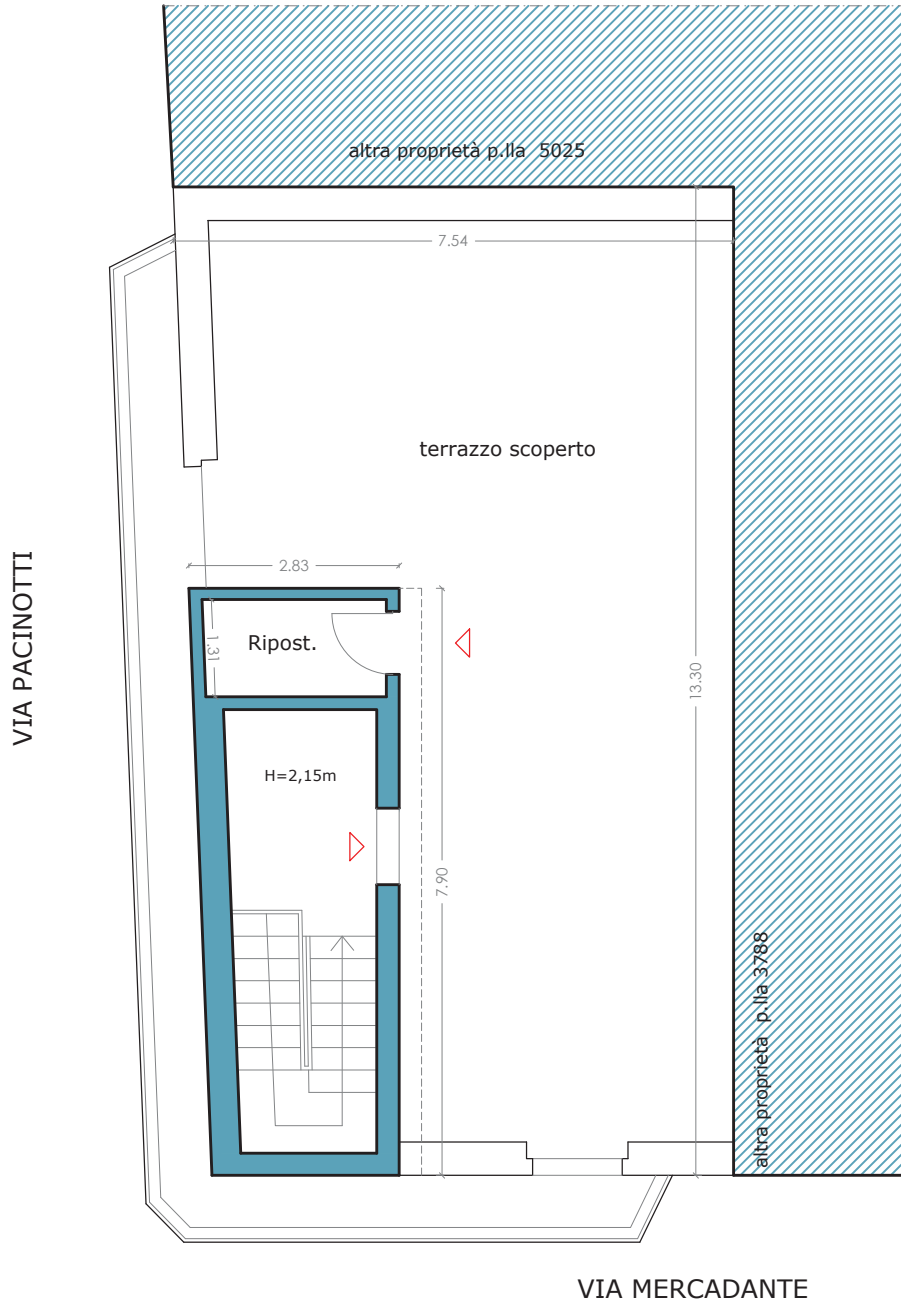 altra proprietà p.lla 5025
7.54
terrazzo scoperto
VIA PACINOTTI
2.83
Ripost.
1.31
13.30
H=2,15m
7.90
altra proprietà p.lla 3788
VIA MERCADANTE